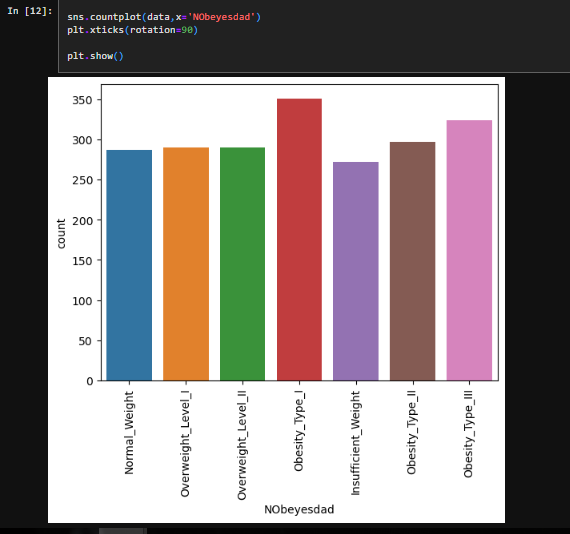 In [12]:
sns.countplot(data,x='NObeyesdad')
plt.xticks(rotation=90)
plt.show()
350
300
250
200
150
100
50
0
count
Normal_Weight
Overweight_Level_I
Overweight_Level_II
Obesity_Type_I
Insufficient_Weight
Obesity_Type_II
Obesity_Type_III
NObeyesdad